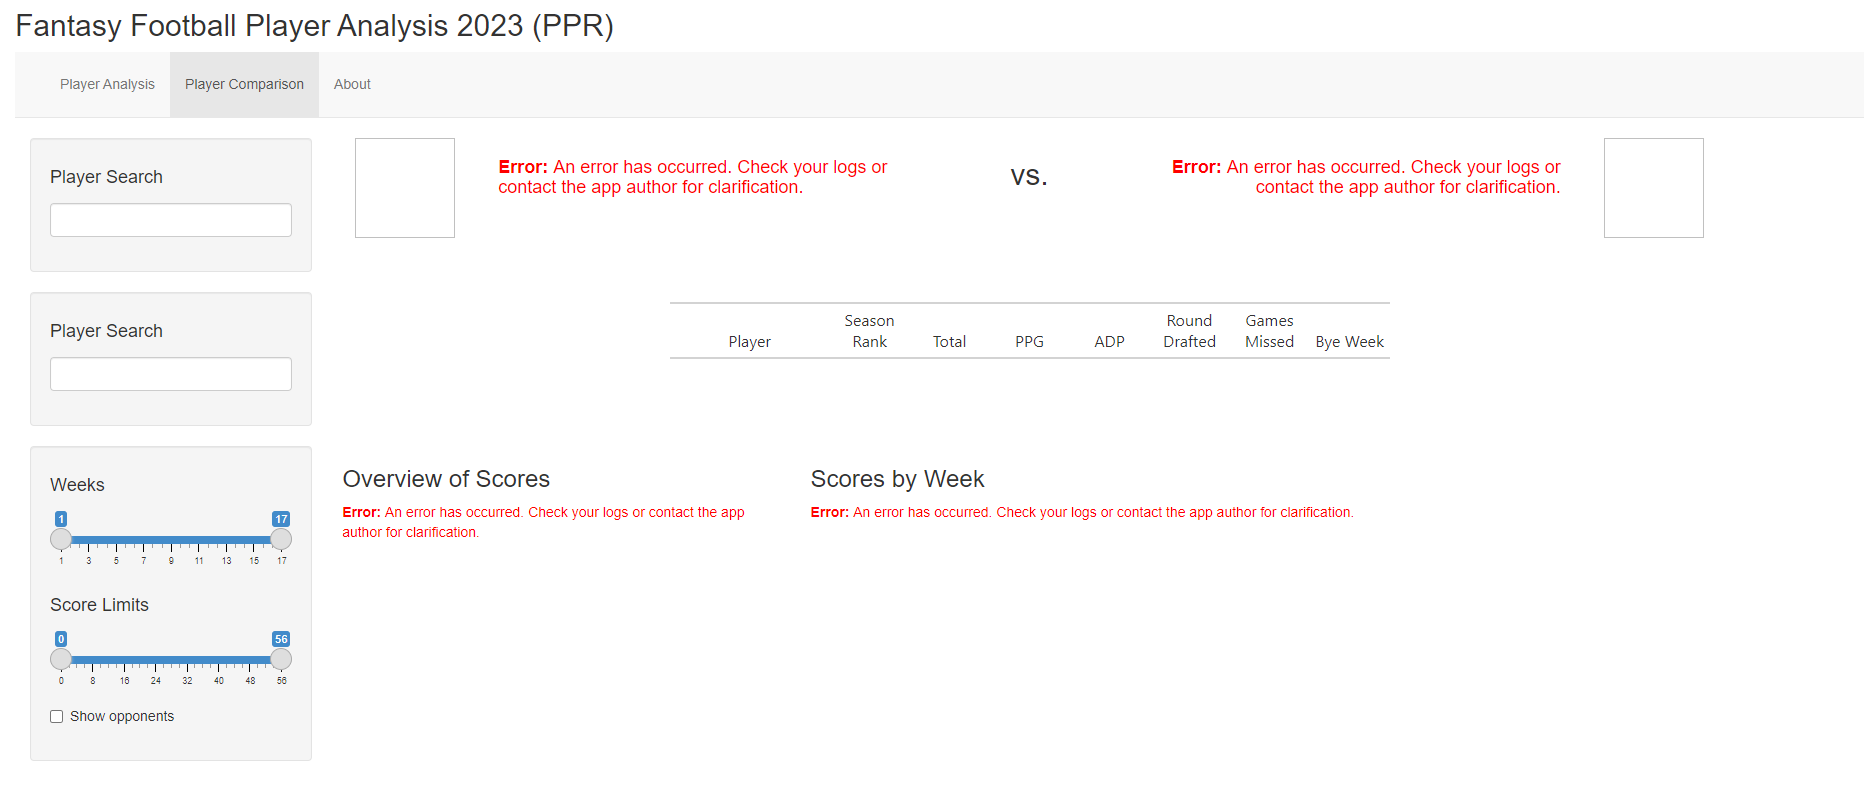 Fantasy Football Player Analysis 2023 (PPR)
Player Analysis Player Comparison About
Player Search
Player Search
Weeks
1 17
1 3 5 7 9 11 13 15 17
Score Limits
0 56
0 8 16 24 32 40 48 56
Show opponents
Error: An error has occurred. Check your logs or
contact the app author for clarification.
vs.
Error: An error has occurred. Check your logs or
contact the app author for clarification.
Season Round Games
Player Rank Total PPG ADP Drafted Missed Bye Week
Overview of Scores
Error: An error has occurred. Check your logs or contact the app
author for clarification.
Scores by Week
Error: An error has occurred. Check your logs or contact the app author for clarification.